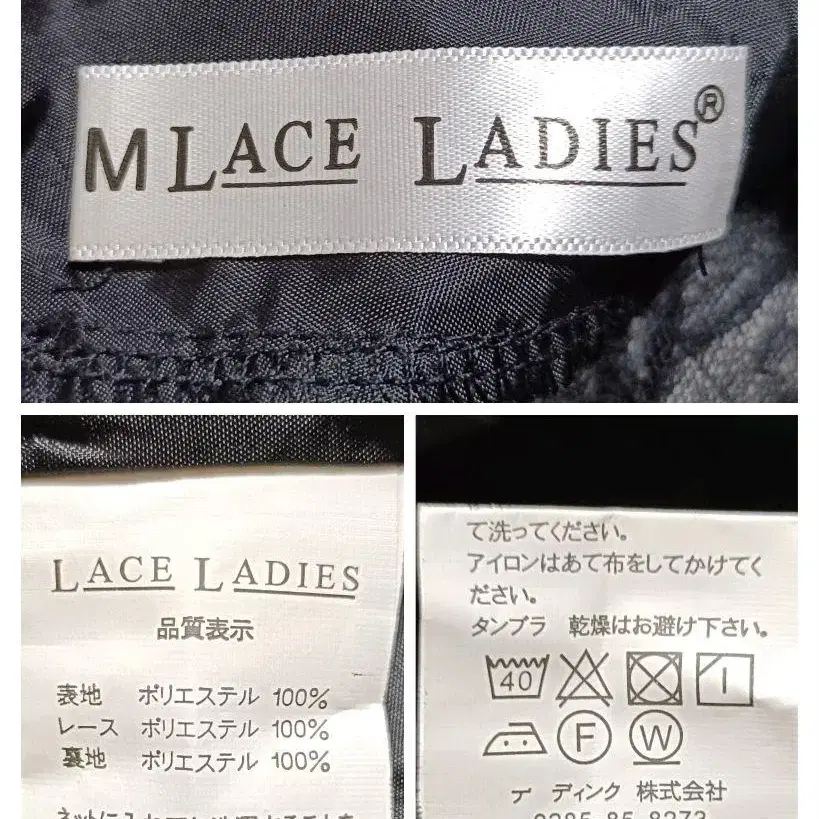 M LACE LADIES®
LACE LADIES
品質表示
表地 ポリエステル 100%
レース ポリエステル 100%
裏地 ポリエステル 100%
て洗ってください。
アイロンはあて布をしてかけてく
ださい。
タンブラ 乾燥はお避け下さい。
40
F W
デ ディンク 株式会社